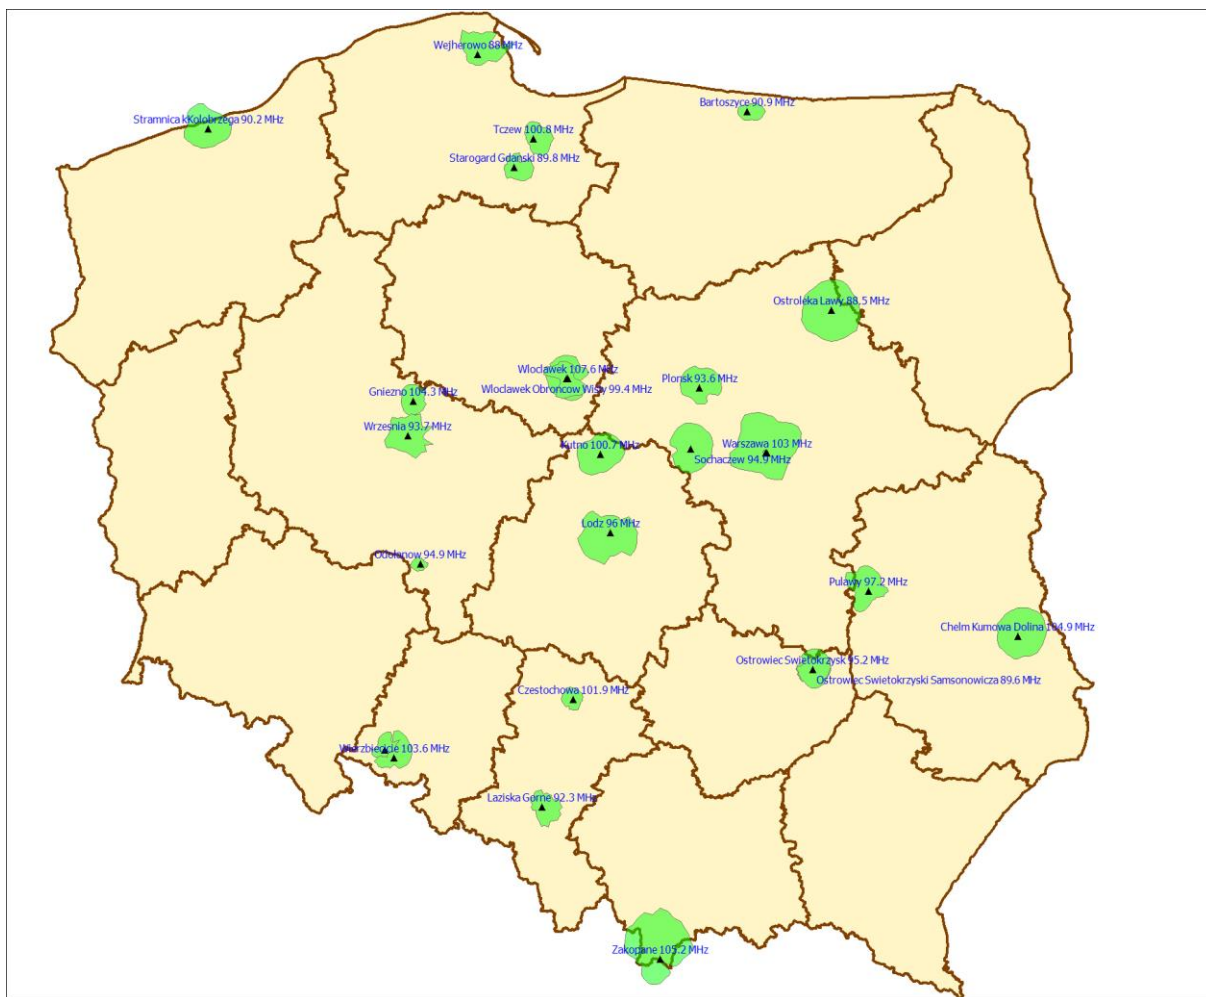 Wejherowo 88 MHz
Bartoszyce 90.9 MHz
Stramnica kKolobrzega 90.2 MHz
Tczew 100.8 MHz
Starogard Gdański 89.8 MHz
Ostroleka Lawy 88.5 MHz
Wloclawek 107.6 MHz
Plonsk 93.6 MHz
Wloclawek Obroncow Wisly 99.4 MHz
Gniezno 104.3 MHz
Wrzesnia 93.7 MHz
Kutno 100.7 MHz
Warszawa 103 MHz
Sochaczew 94.9 MHz
Lodz 96 MHz
Odolanow 94.9 MHz
Pulawy 97.2 MHz
Chelm Kumowa Dolina 104.9 MHz
Ostrowiec Swietokrzysk 95.2 MHz
Ostrowiec Swietokrzyski Samsonowicza 89.6 MHz
Czestochowa 101.9 MHz
Wierzbiecice 103.6 MHz
Laziska Gorne 92.3 MHz
Zakopane 105.2 MHz